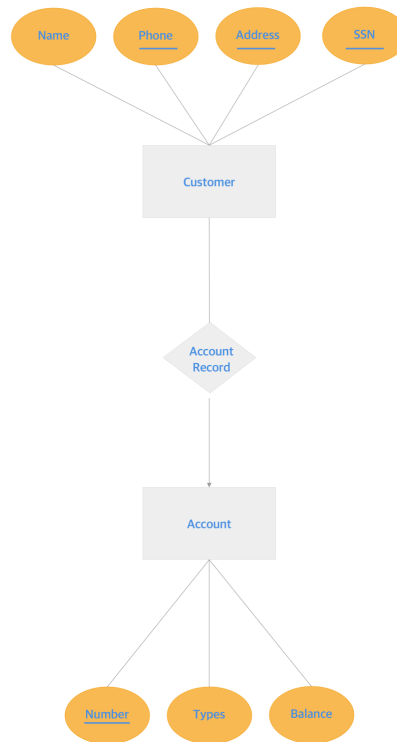 Name
Phone
Address
SSN
Customer
Account
Record
Account
Number
Types
Balance